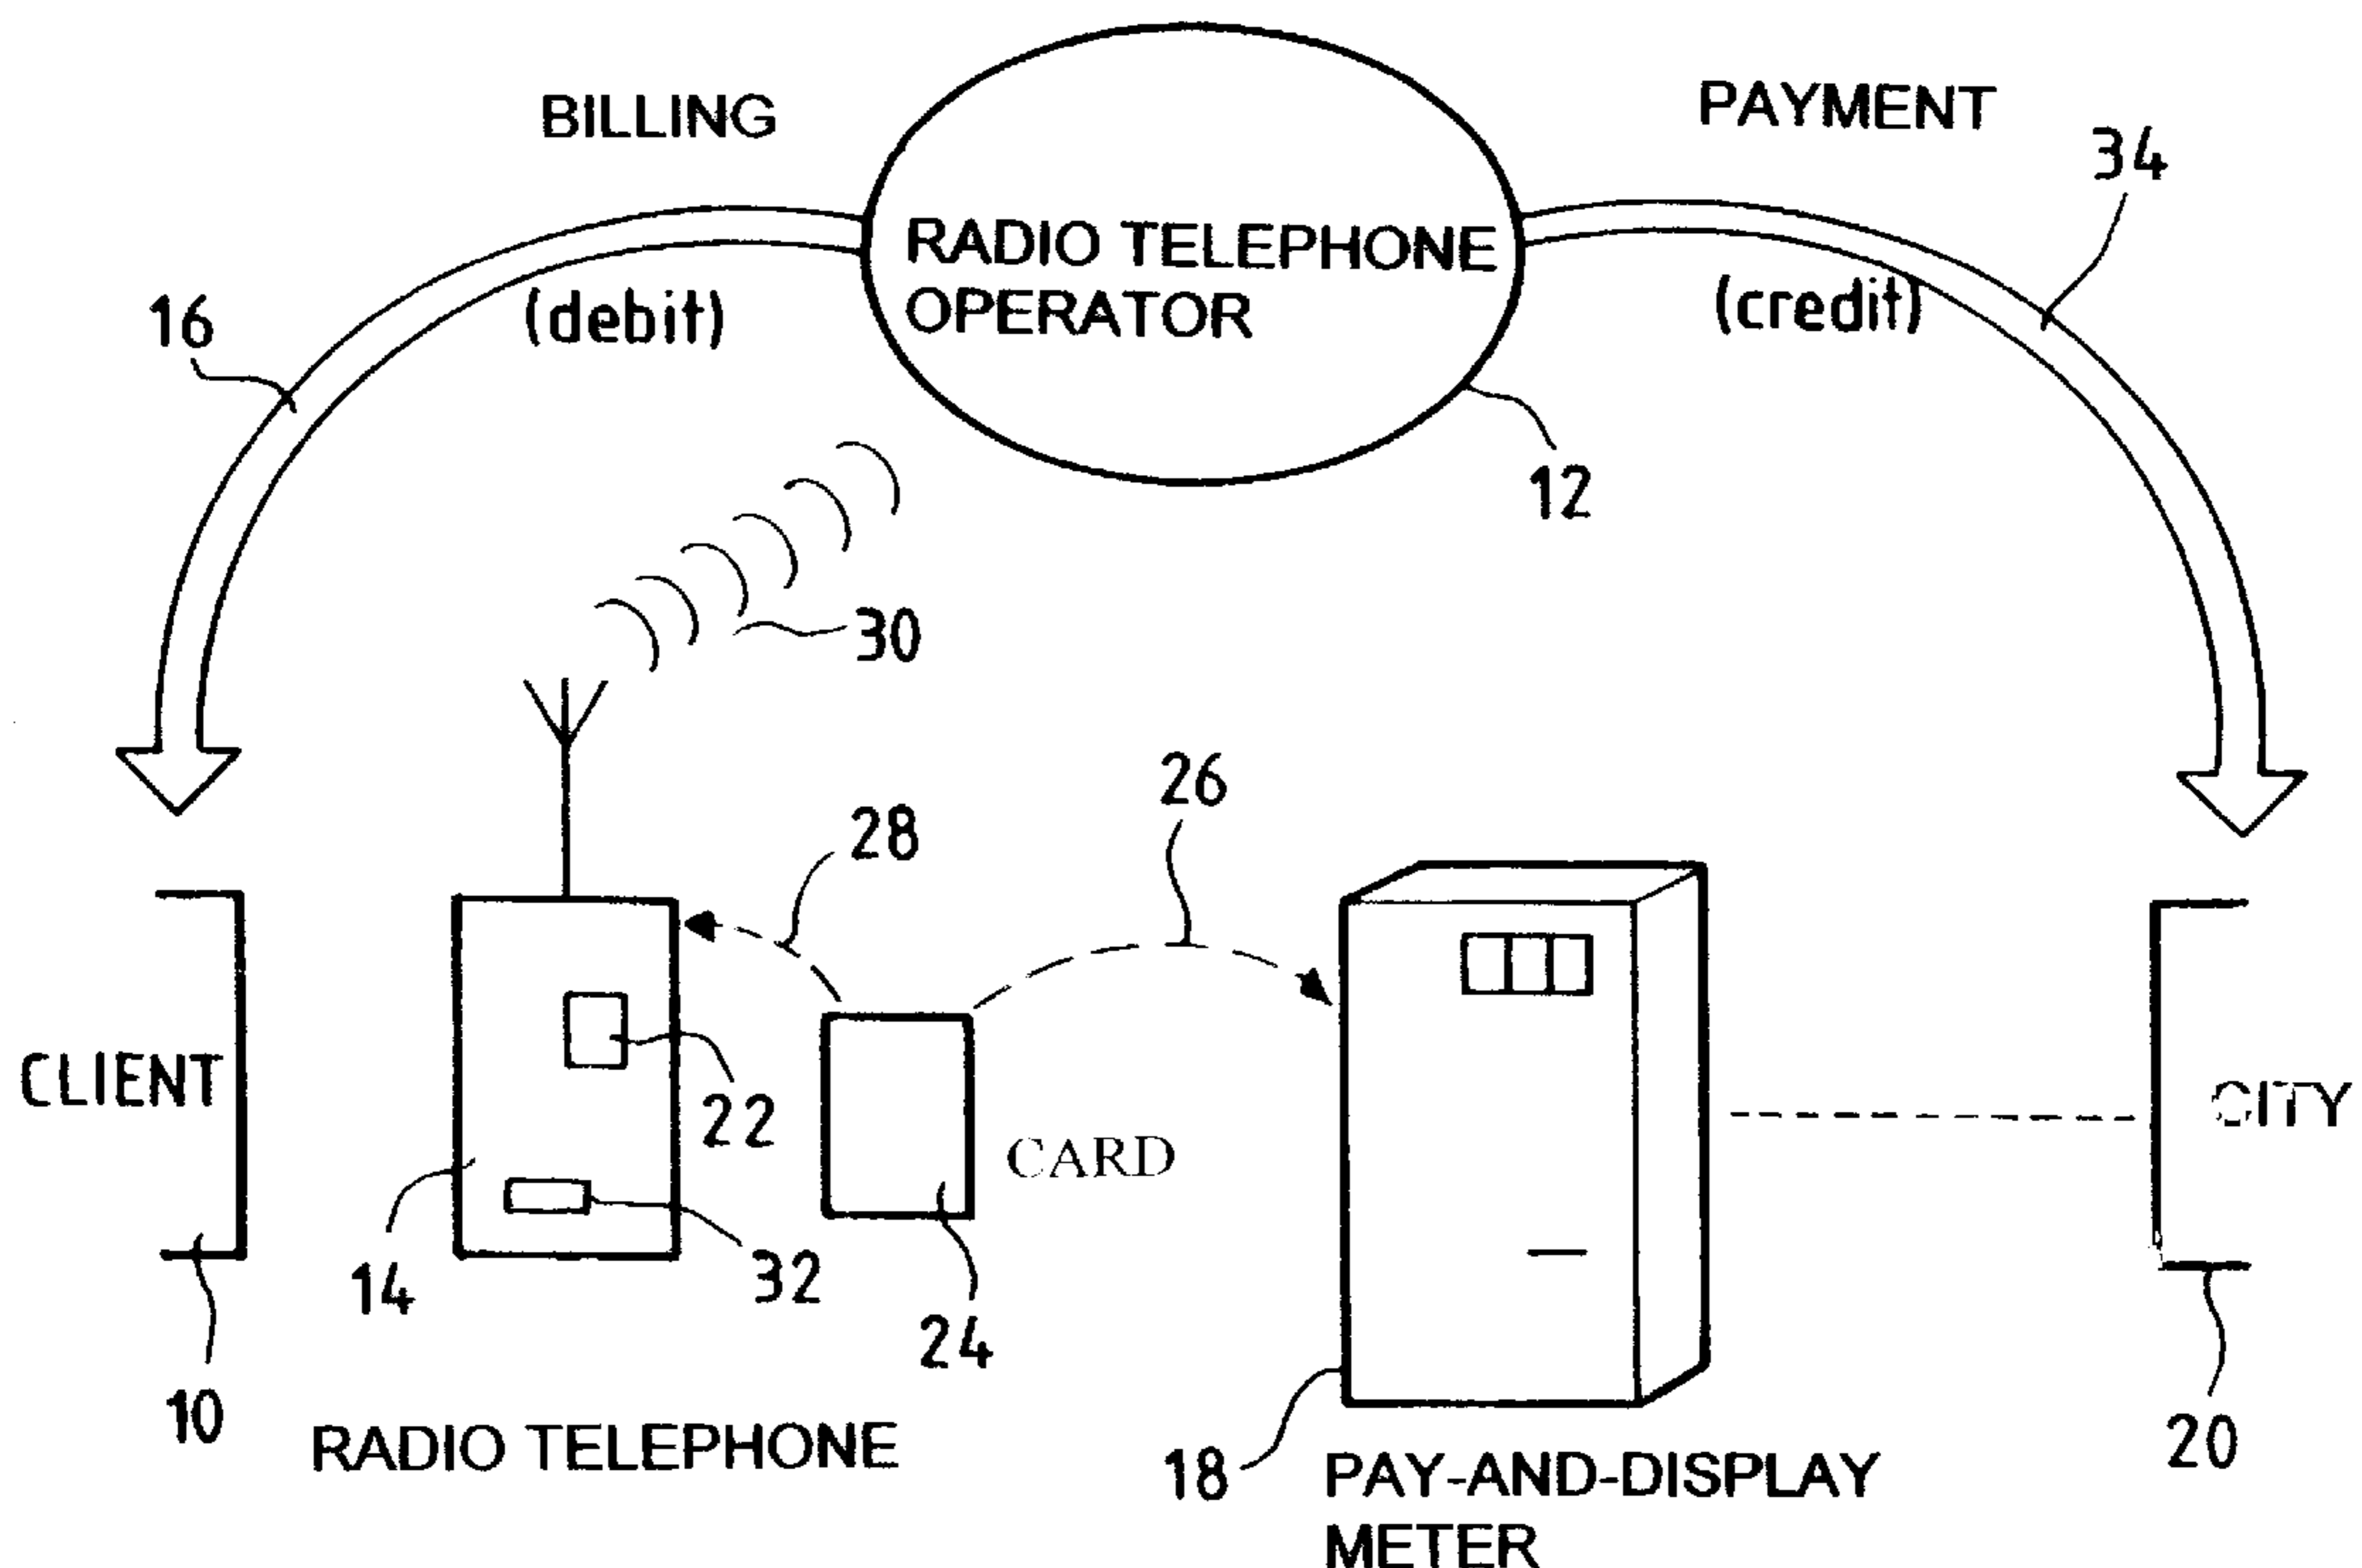 BILLING
PAYMENT
34
RADIO TELEPHONE
OPERATOR
16
(debit)
(credit)
12
30
26
28
CLIENT
22
CARD
CITY
14
32
24
10
RADIO TELEPHONE
18
PAY-AND-DISPLAY
METER
20